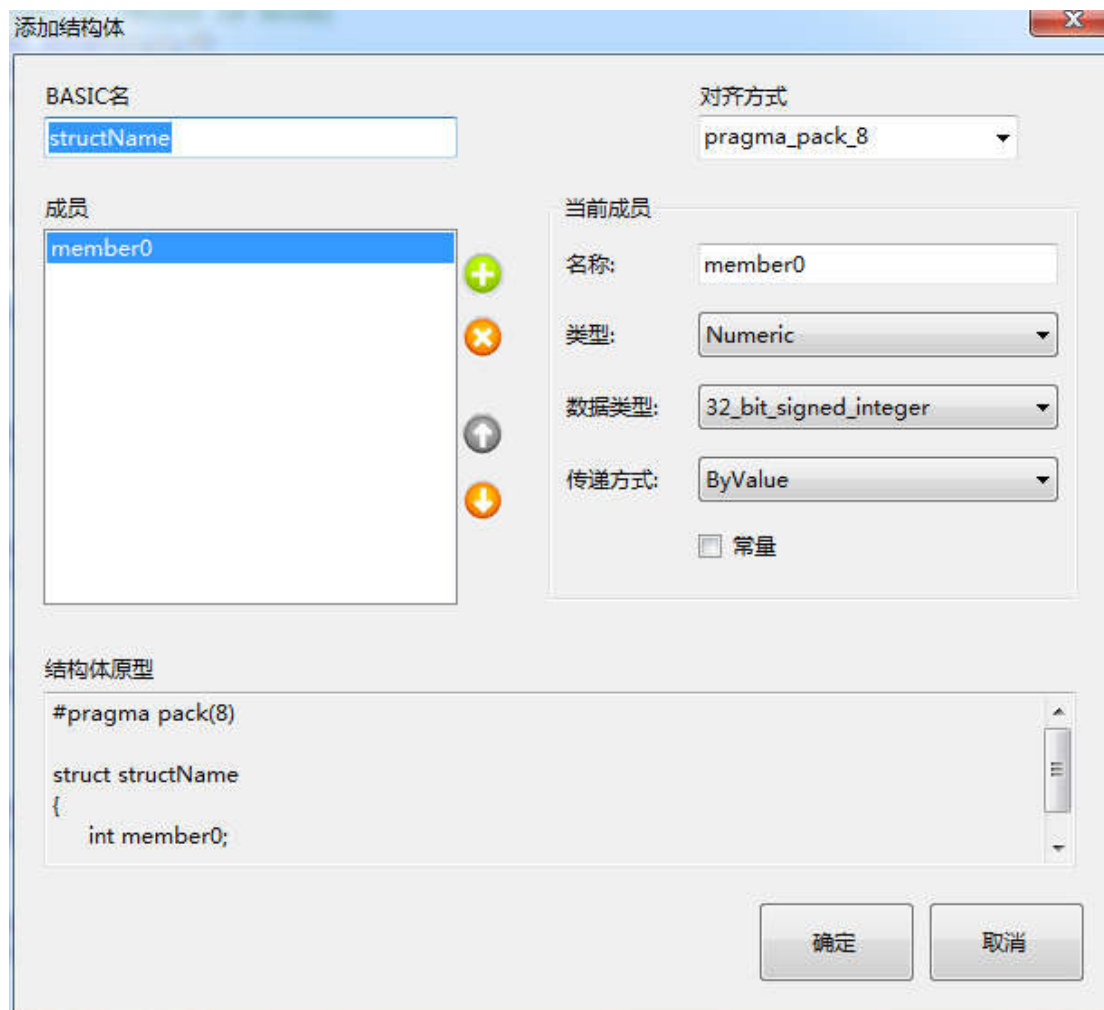 添加结构体
BASIC名
对齐方式
structName
pragma_pack_8
成员
当前成员
member0
名称:
member0
类型:
Numeric
数据类型:
32_bit_signed_integer
传递方式:
ByValue
常量
结构体原型
#pragma pack(8)
struct structName
{
int member0;
确定
取消